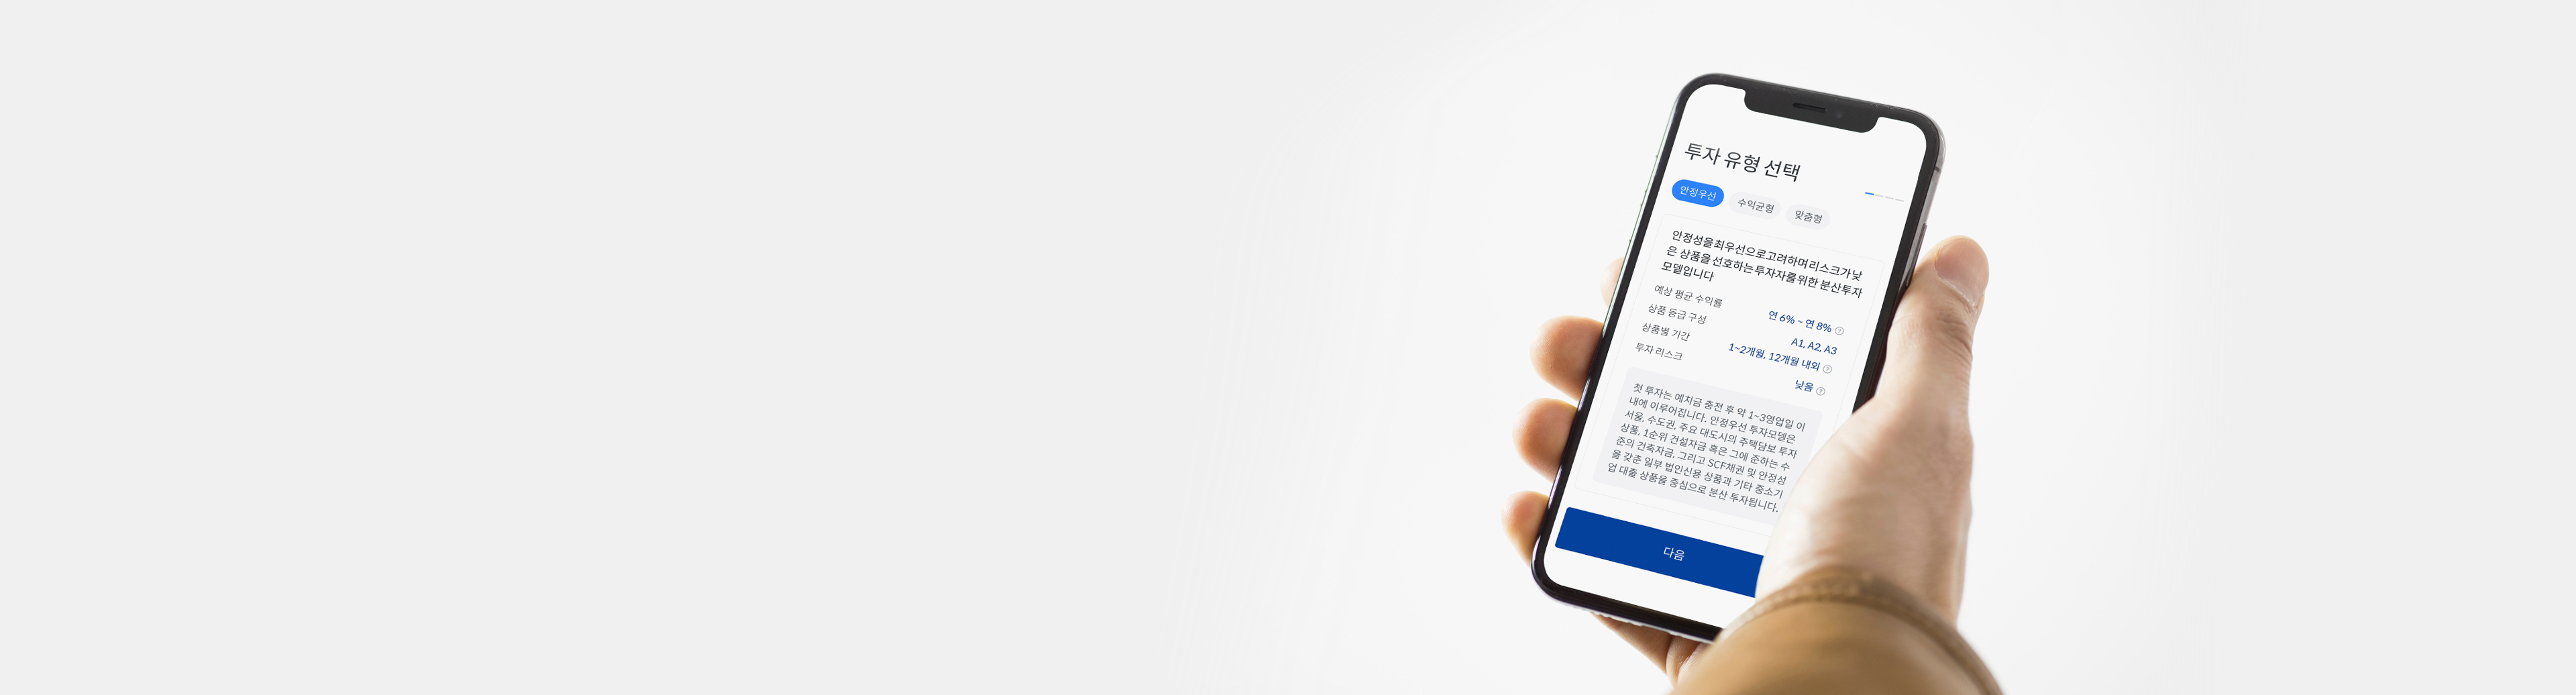 투자 유형 선택
안정우선 수익균형 맞춤형
안정성을 최우선으로 고려하며 리스크가 낮
은 상품을 선호하는 투자자를 위한 분산투자
모델입니다
예상 평균 수익률 연 6% ~ 연 8% ?
상품 등급 구성 A1, A2, A3
상품별 기간 1~2개월, 12개월 내외 ?
투자 리스크 낮음 ?
첫 투자는 예치금 충전 후 약 1~3영업일 이
내에 이루어집니다. 안정우선 투자모델은
서울, 수도권, 주요 대도시의 주택담보 투자
상품, 1순위 건설자금 혹은 그에 준하는 수
준의 건축자금, 그리고 SCF채권 및 안정성
을 갖춘 일부 법인신용 상품과 기타 중소기
업 대출 상품을 중심으로 분산 투자됩니다.
다음